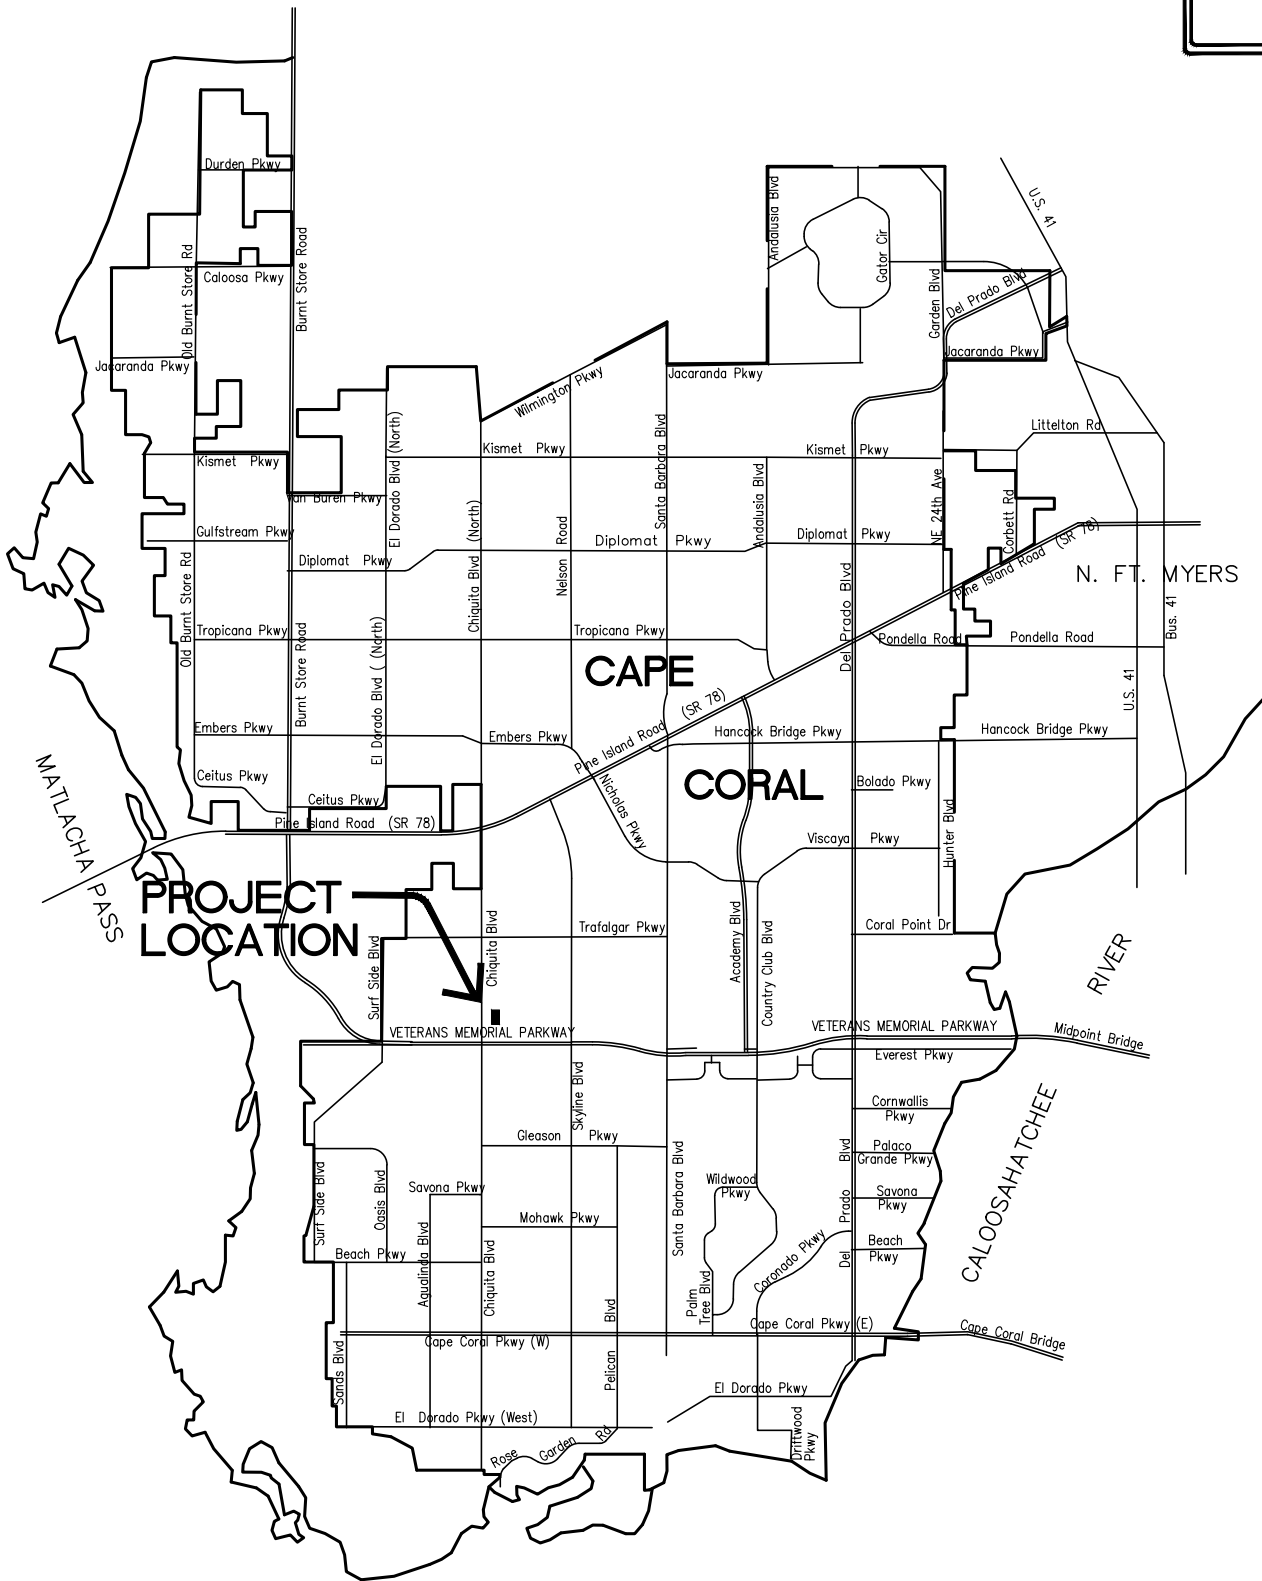 Durden Pkwy
Old Burnt Store Rd
Burnt Store Road
Caloosa Pkwy
Jacaranda Pkwy
Andalusia Blvd
Gator Cir
Garden Blvd
U.S. 41
Del Prado Blvd
Jacaranda Pkwy
Wilmington Pkwy
Jacaranda Pkwy
Littelton Rd
Kismet Pkwy
El Dorado Blvd (North)
Kismet Pkwy
Santa Barbara Blvd
Kismet Pkwy
Andalusia Blvd
NE 24th Ave
Corbett Rd
Van Buren Pkwy
Gulfstream Pkwy
Diplomat Pkwy
Chiquita Blvd (North)
Nelson Road
Diplomat Pkwy
Diplomat Pkwy
Pine Island Road (SR 78)
N. FT. MYERS
Old Burnt Store Rd
Tropicana Pkwy
Burnt Store Road
El Dorado Blvd ( (North)
Tropicana Pkwy
Del Prado Blvd
Pondella Road
Pondella Road
Bus. 41
U.S. 41
CAPE
CORAL
Embers Pkwy
Embers Pkwy
Pine Island Road (SR 78)
Hancock Bridge Pkwy
Hancock Bridge Pkwy
Ceitus Pkwy
Ceitus Pkwy
Nicholas Pkwy
Bolado Pkwy
Pine Island Road (SR 78)
Viscaya Pkwy
Hunter Blvd
MATLACHA PASS
PROJECT
LOCATION
Surf Side Blvd
Chiquita Blvd
Trafalgar Pkwy
Academy Blvd
Country Club Blvd
Coral Point Dr
RIVER
VETERANS MEMORIAL PARKWAY
VETERANS MEMORIAL PARKWAY
Midpoint Bridge
Everest Pkwy
Skyline Blvd
Cornwallis
Pkwy
CALOOSAHATCHEE
Gleason Pkwy
Palaco
Grande Pkwy
Surf Side Blvd
Oasis Blvd
Savona Pkwy
Santa Barbara Blvd
Wildwood
Pkwy
Del Prado Blvd
Savona
Pkwy
Mohawk Pkwy
Beach Pkwy
Aqualinda Blvd
Chiquita Blvd
Coronado Pkwy
Beach
Pkwy
Pelican Blvd
Palm
Tree Blvd
Cape Coral Pkwy (W)
Cape Coral Pkwy (E)
Cape Coral Bridge
Sands Blvd
El Dorado Pkwy
El Dorado Pkwy (West)
Rose Garden Rd
Driftwood
Pkwy